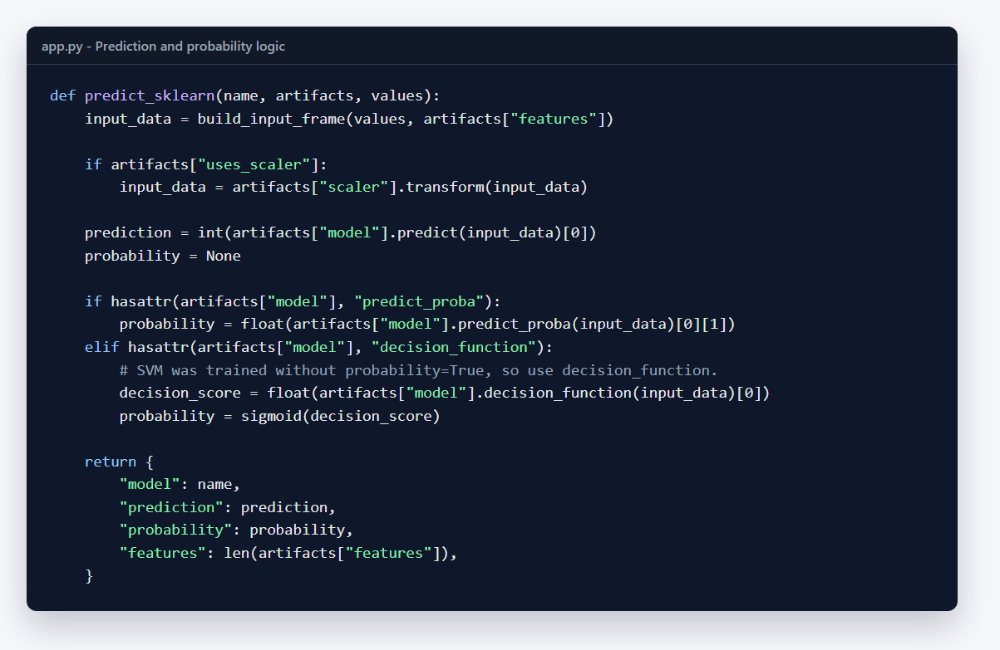 app.py - Prediction and probability logic
def predict_sklearn(name, artifacts, values):
    input_data = build_input_frame(values, artifacts["features"])
    if artifacts["uses_scaler"]:
        input_data = artifacts["scaler"].transform(input_data)
    prediction = int(artifacts["model"].predict(input_data)[0])
    probability = None
    if hasattr(artifacts["model"], "predict_proba"):
        probability = float(artifacts["model"].predict_proba(input_data)[0][1])
    elif hasattr(artifacts["model"], "decision_function"):
        # SVM was trained without probability=True, so use decision_function.
        decision_score = float(artifacts["model"].decision_function(input_data)[0])
        probability = sigmoid(decision_score)
    return {
        "model": name,
        "prediction": prediction,
        "probability": probability,
        "features": len(artifacts["features"]),
    }